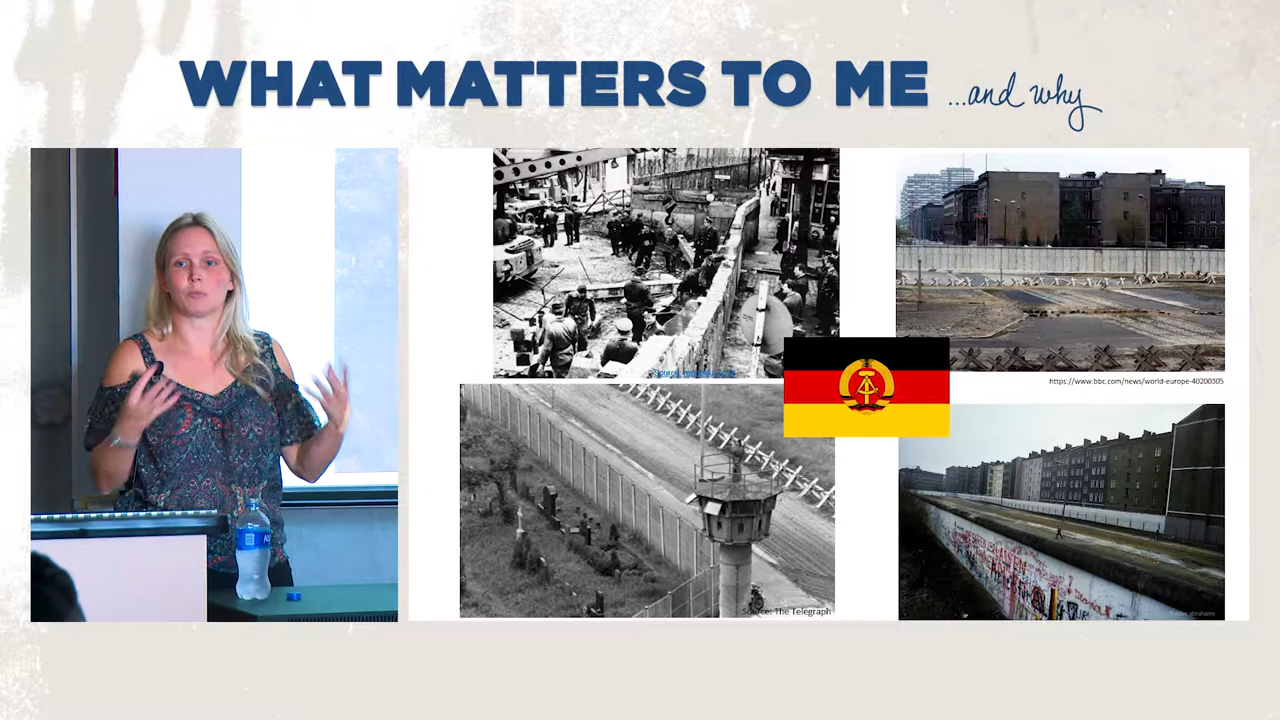 WHAT MATTERS TO ME ...and why
https://www.bbc.com/news/world-europe-40200305
Source: The Telegraph